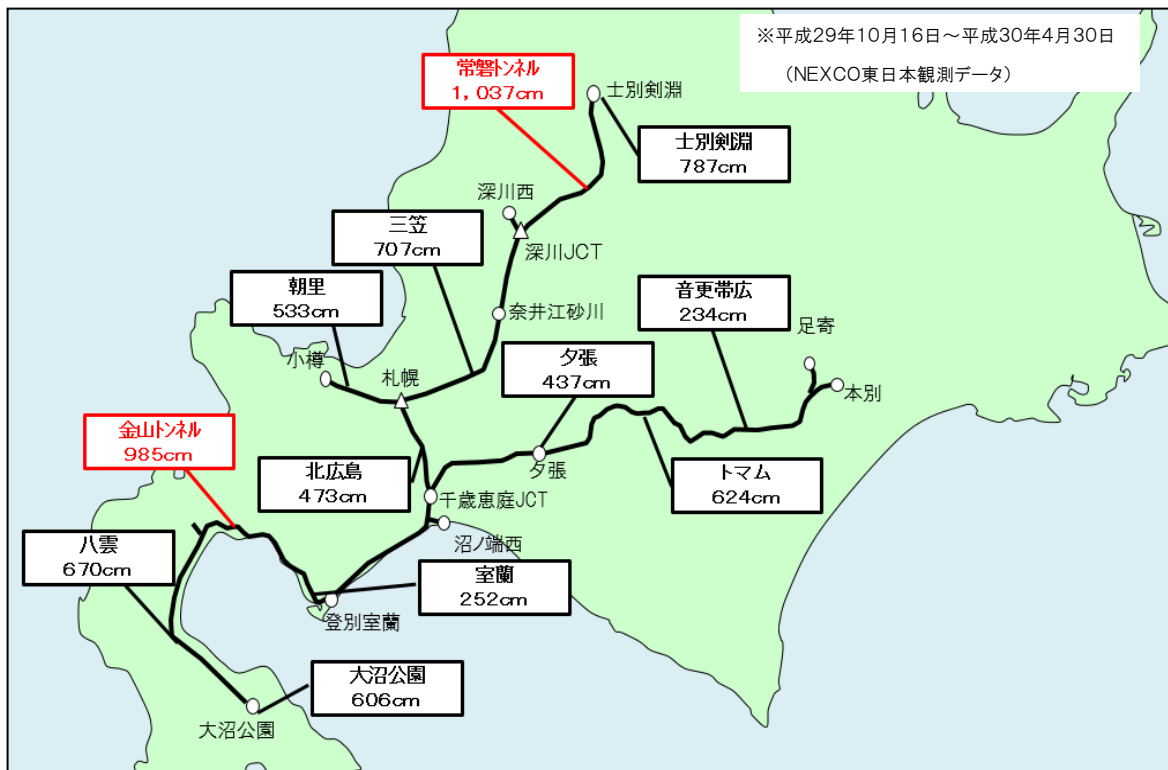 ※平成29年10月16日～平成30年4月30日
（NEXCO東日本観測データ）
常磐トンネル
1，037cm
士別剣淵
士別剣淵
787cm
深川西
三笠
707cm
深川JCT
朝里
533cm
音更帯広
234cm
奈井江砂川
足寄
小樽
札幌
夕張
437cm
本別
金山トンネル
985cm
北広島
473cm
夕張
トマム
624cm
千歳恵庭JCT
沼ノ端西
八雲
670cm
室蘭
252cm
登別室蘭
大沼公園
606cm
大沼公園